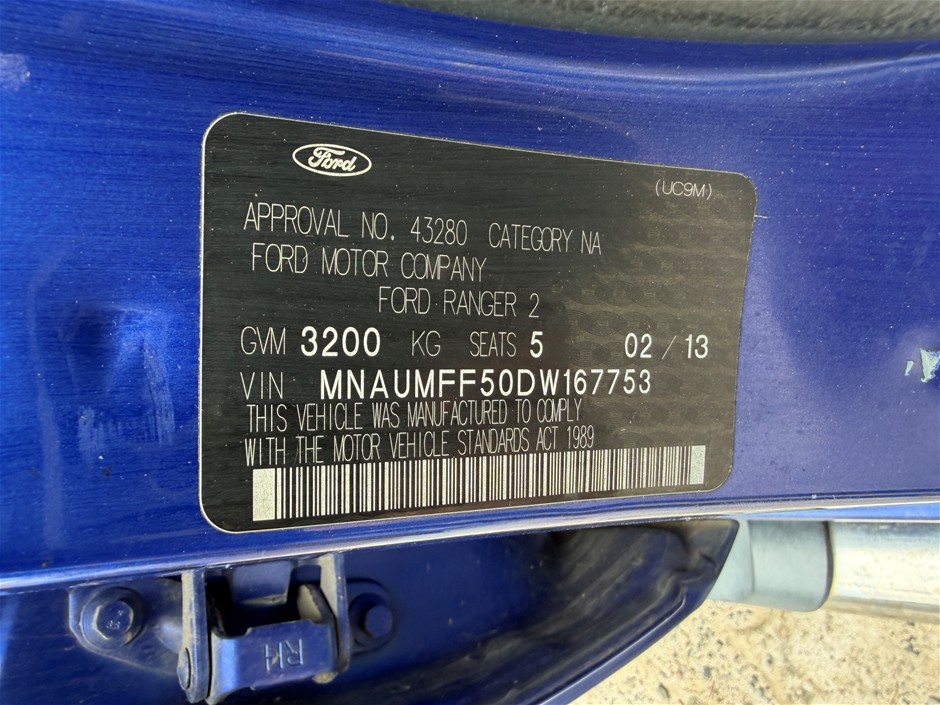 Ford
(UC9M)
APPROVAL NO. 43280 CATEGORY NA
FORD MOTOR COMPANY
FORD RANGER 2
GVM 3200 KG SEATS 5 02 / 13
VIN MNAUMFF50DW167753
THIS VEHICLE WAS MANUFACTURED TO COMPLY
WITH THE MOTOR VEHICLE STANDARDS ACT 1989
RH